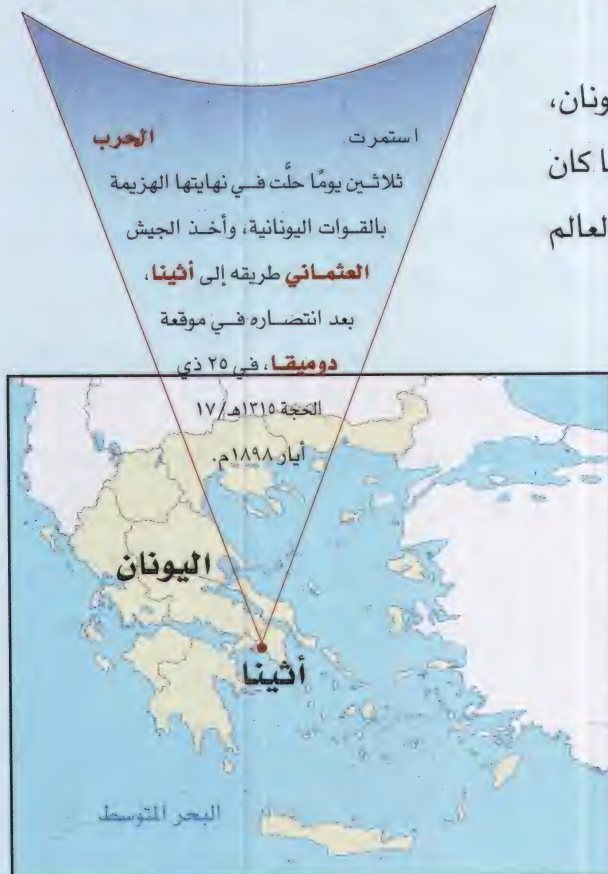 ونان،
ا كان
لعالم
استمرت الحرب
ثلاثين يومًا حلَّت في نهايتها الهزيمة
بالقوات اليونانية، وأخذ الجيش
العثماني طريقه إلى أثينا،
بعد انتصاره في موقعة
دوميقا، في ٢٥ ذي
الحجة ١٣١٥هـ/ ١٧
أيار ١٨٩٨م.
اليونان
أثينا
البحر المتوسط